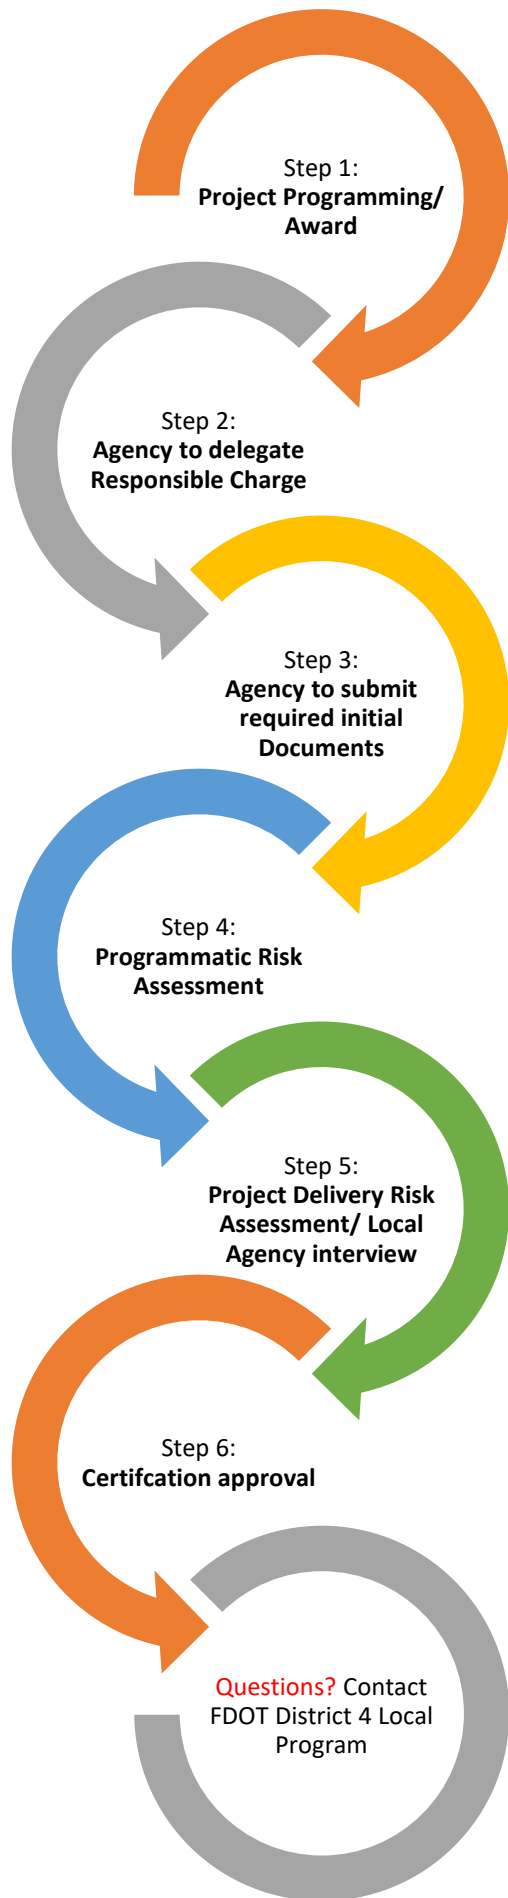 Step 1:
Project Programming/
Award
Step 2:
Agency to delegate
Responsible Charge
Step 3:
Agency to submit
required initial
Documents
Step 4:
Programmatic Risk
Assessment
Step 5:
Project Delivery Risk
Assessment/ Local
Agency interview
Step 6:
Certifcation approval
Questions? Contact
FDOT District 4 Local
Program